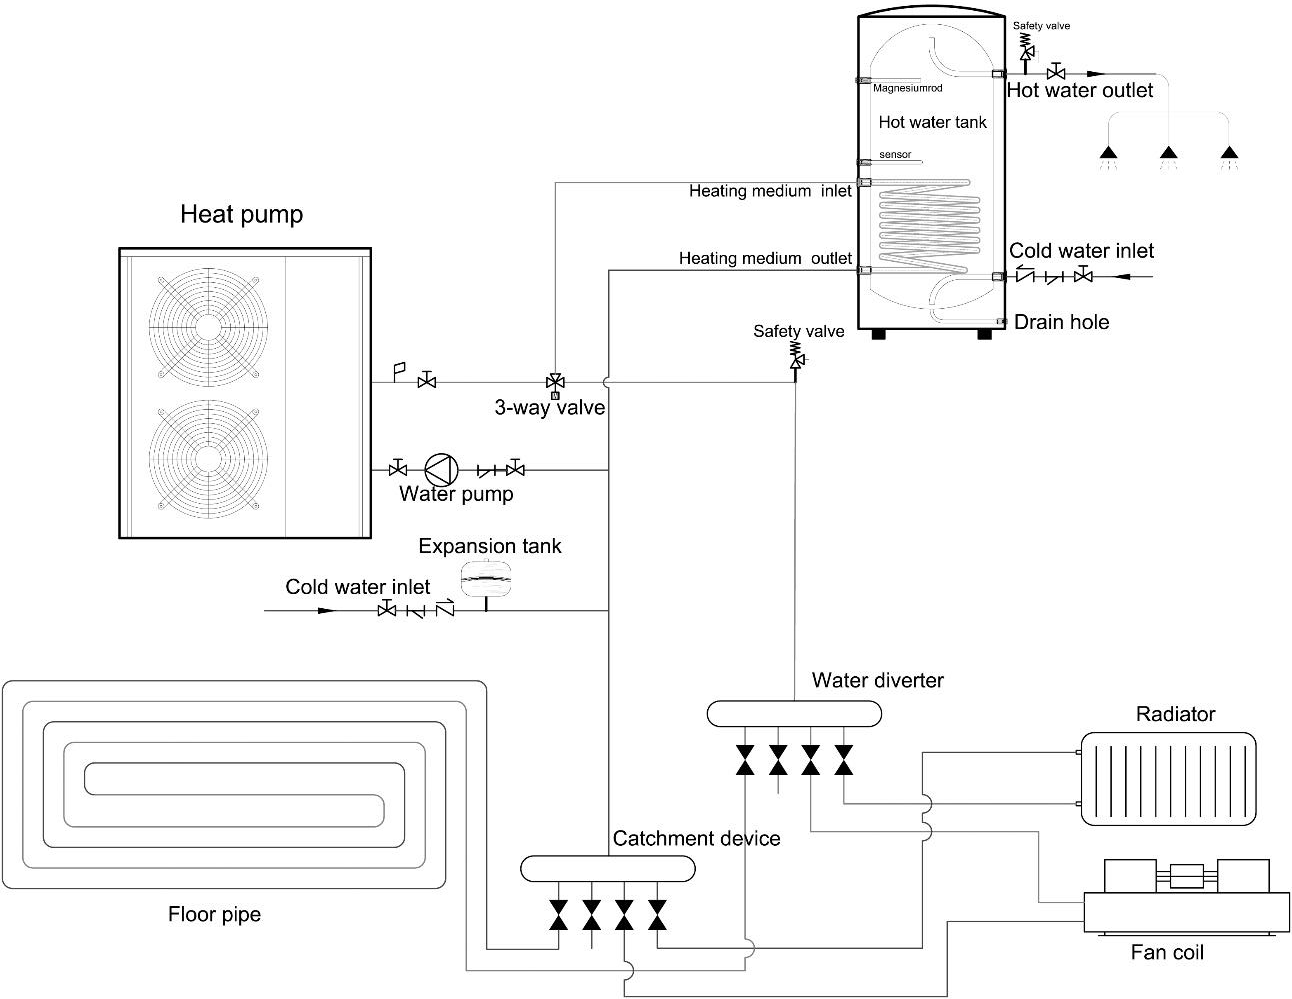 Safety valve
Hot water outlet
Magnesiumrod
Hot water tank
sensor
Heating medium inlet
Heat pump
Cold water inlet
Heating medium outlet
Drain hole
Safety valve
3-way valve
Water pump
Expansion tank
Cold water inlet
Water diverter
Radiator
Catchment device
Floor pipe
Fan coil